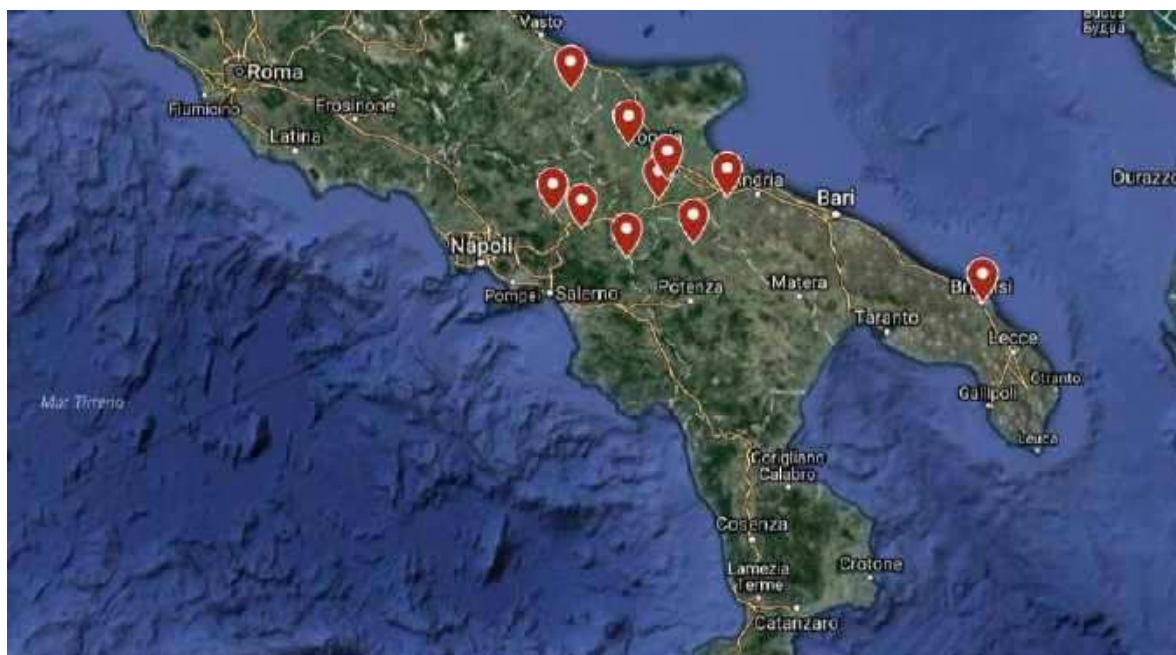 Vasto
Roma
Fiumicino
Frosinone
Latina
Bari
Durazzo
Napoli
Pompei
Salerno
Potenza
Matera
Taranto
Lecce
Gallipoli
Otranto
Leuca
Mar Tirreno
Corigliano
Calabro
Cosenza
Crotone
Lamezia
Terme
Catanzaro